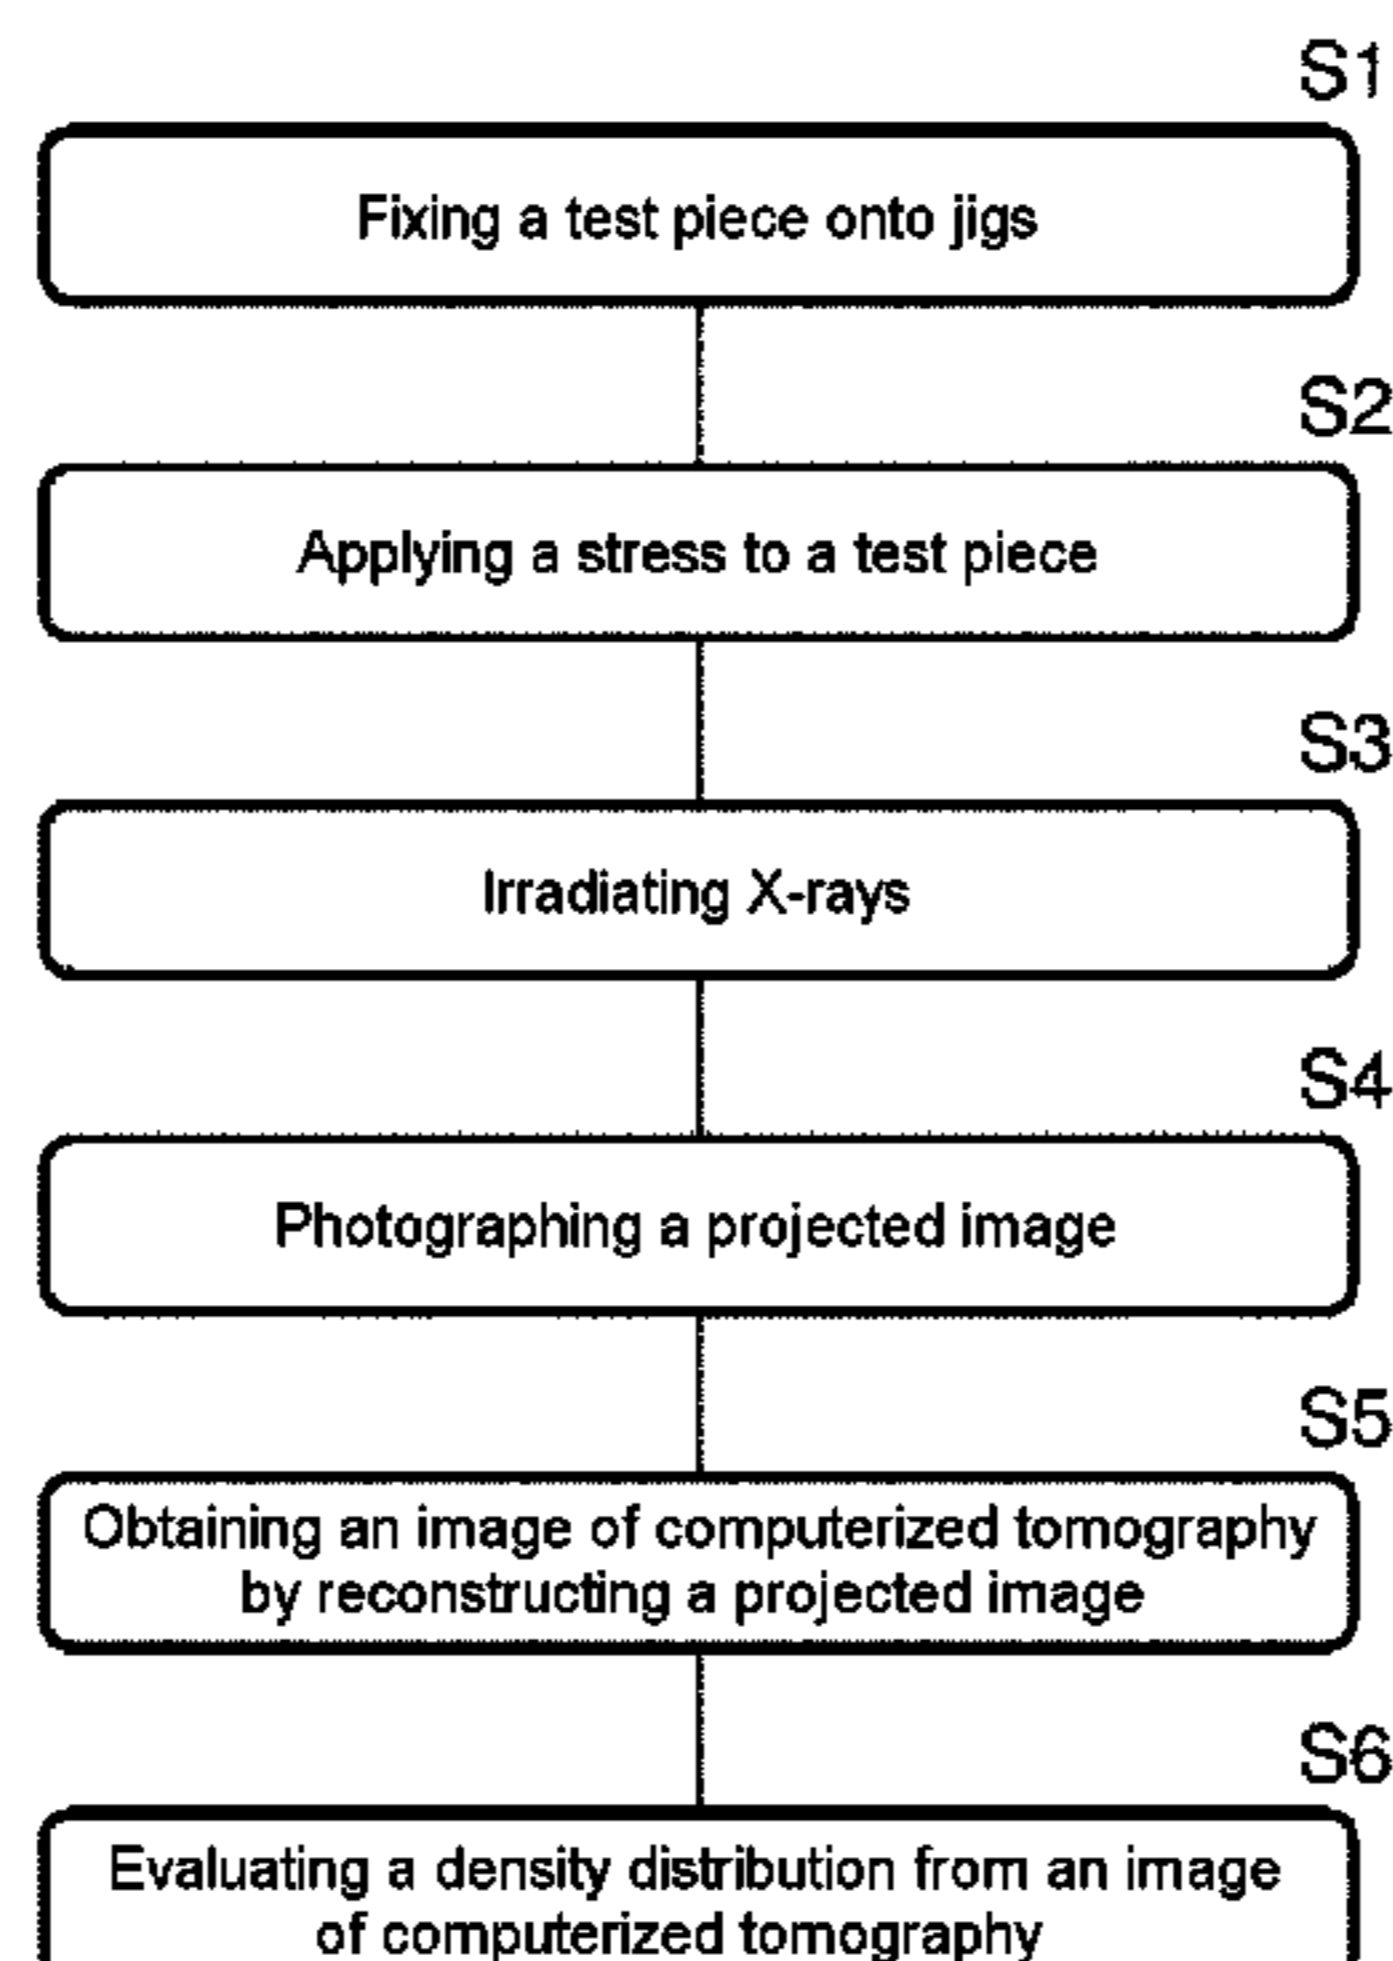 S1
Fixing a test piece onto jigs
S2
Applying a stress to a test piece
S3
Irradiating X-rays
S4
Photographing a projected image
S5
Obtaining an image of computerized tomography
by reconstructing a projected image
S6
Evaluating a density distribution from an image
of computerized tomography